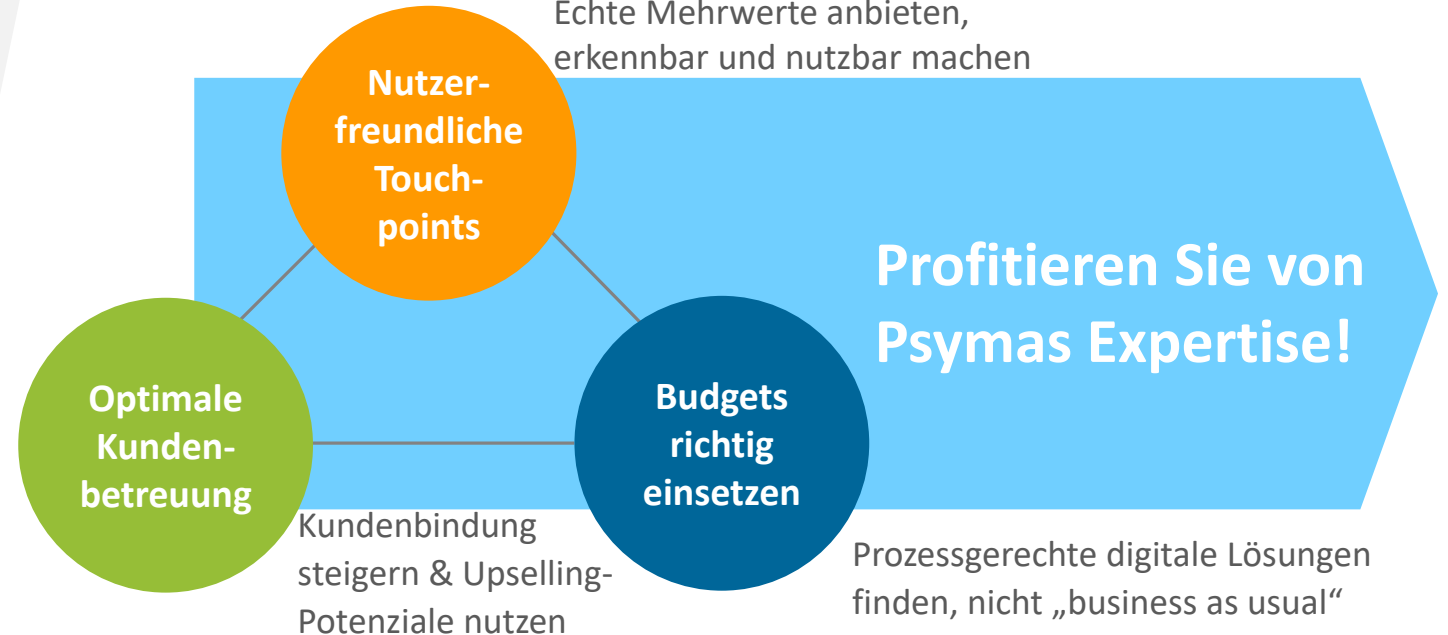 Echte Mehrwerte anbieten,
erkennbar und nutzbar machen
Nutzer-
freundliche
Touch-
points
Profitieren Sie von
Psymas Expertise!
Optimale
Kunden-
betreuung
Budgets
richtig
einsetzen
Kundenbindung
steigern & Upselling-
Potenziale nutzen
Prozessgerechte digitale Lösungen
finden, nicht „business as usual“